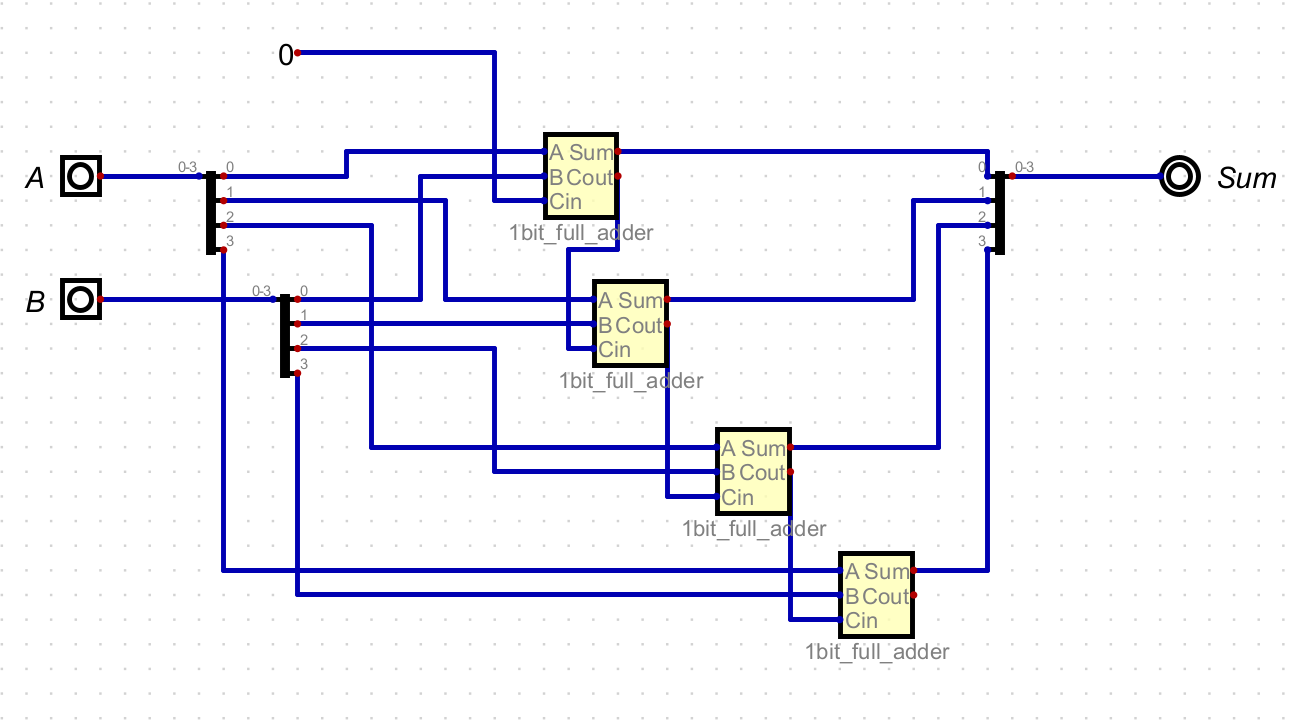 0
A
0-3
0
1
2
3
B
0-3
0
1
2
3
A Sum
B Cout
Cin
1bit_full_adder
A Sum
B Cout
Cin
1bit_full_adder
A Sum
B Cout
Cin
1bit_full_adder
A Sum
B Cout
Cin
1bit_full_adder
0
1
2
3
0-3
Sum